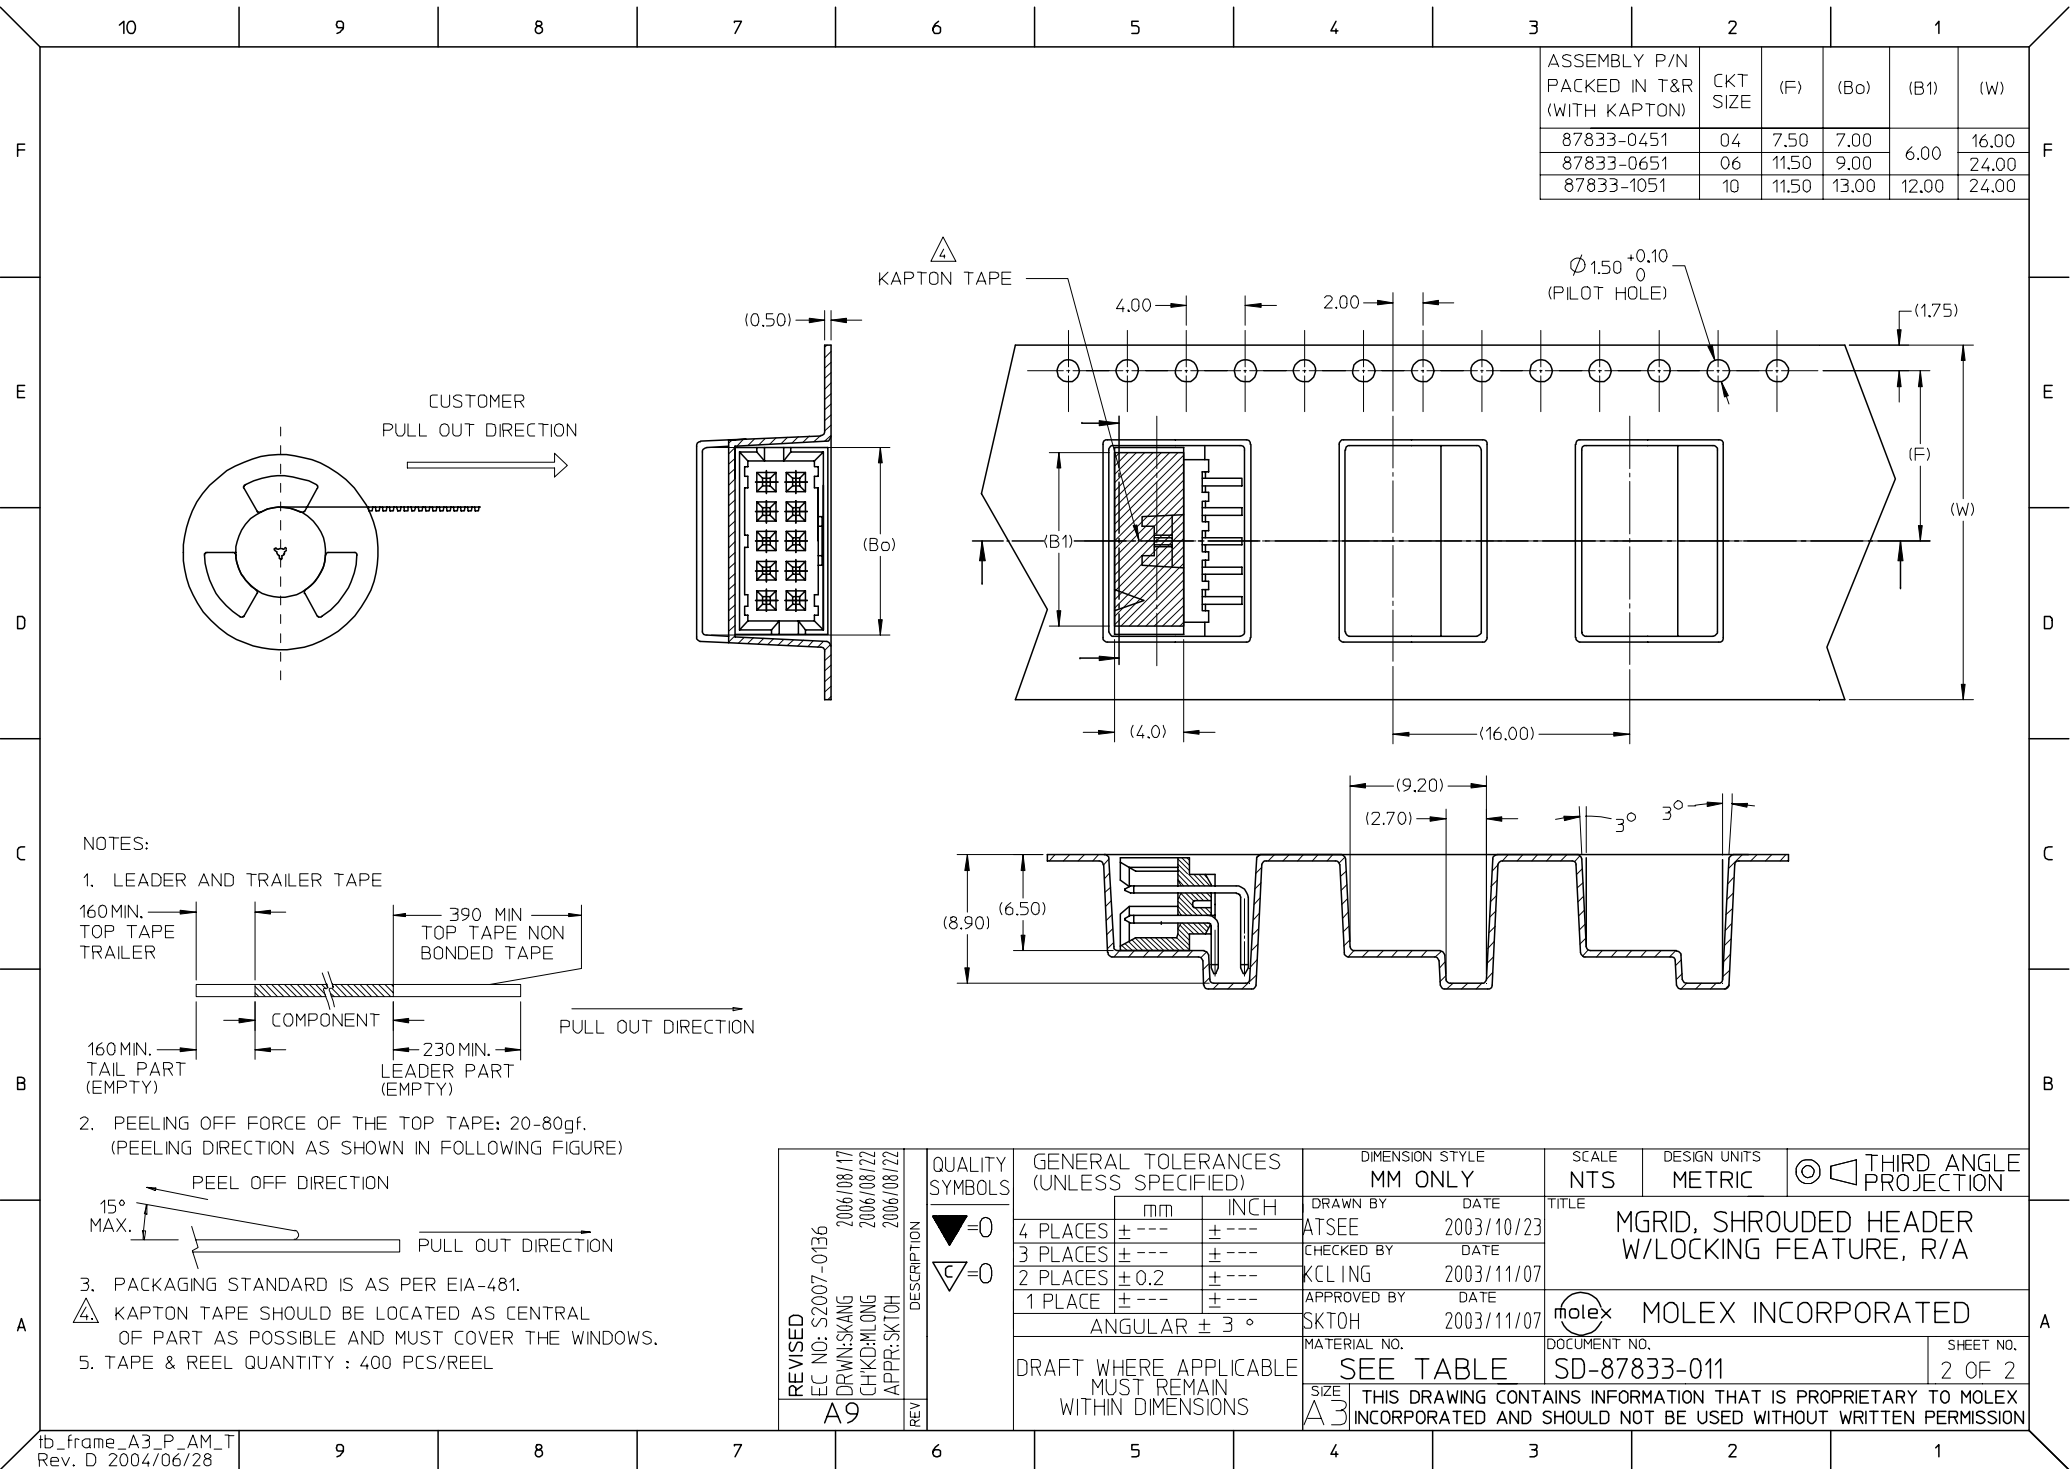 10 9 8 7 6 5 4 3 2 1
ASSEMBLY P/N
PACKED IN T&R
(WITH KAPTON)
CKT
SIZE
(F) (Bo) (B1) (W)
87833-0451 04 7.50 7.00 6.00 16.00
87833-0651 06 11.50 9.00 24.00
87833-1051 10 11.50 13.00 12.00 24.00
F F
E E
D D
C C
B B
A A
4
KAPTON TAPE
(0.50)
4.00
2.00
Ø1.50 +0.10
0
(PILOT HOLE)
(1.75)
CUSTOMER
PULL OUT DIRECTION
(Bo)
(B1)
(F)
(W)
(4.0)
(16.00)
(9.20)
(2.70)
3°
3°
(8.90)
(6.50)
NOTES:
1. LEADER AND TRAILER TAPE
160 MIN.
TOP TAPE
TRAILER
390 MIN
TOP TAPE NON
BONDED TAPE
COMPONENT
PULL OUT DIRECTION
160 MIN.
TAIL PART
(EMPTY)
230 MIN.
LEADER PART
(EMPTY)
2. PEELING OFF FORCE OF THE TOP TAPE: 20-80gf.
(PEELING DIRECTION AS SHOWN IN FOLLOWING FIGURE)
PEEL OFF DIRECTION
15°
MAX.
PULL OUT DIRECTION
3. PACKAGING STANDARD IS AS PER EIA-481.
4. KAPTON TAPE SHOULD BE LOCATED AS CENTRAL
OF PART AS POSSIBLE AND MUST COVER THE WINDOWS.
5. TAPE & REEL QUANTITY : 400 PCS/REEL
REVISED
EC NO: S2007-0136
DRWN:SKANG 2006/08/17
CH'KD:MLONG 2006/08/22
APPR:SKTOH 2006/08/22
DESCRIPTION
A9
REV
QUALITY
SYMBOLS
=0
C =0
GENERAL TOLERANCES
(UNLESS SPECIFIED)
mm INCH
4 PLACES ± --- ± ---
3 PLACES ± --- ± ---
2 PLACES ± 0.2 ± ---
1 PLACE ± --- ± ---
ANGULAR ± 3 °
DRAFT WHERE APPLICABLE
MUST REMAIN
WITHIN DIMENSIONS
DIMENSION STYLE
MM ONLY
SCALE
NTS
DESIGN UNITS
METRIC
THIRD ANGLE
PROJECTION
DRAWN BY DATE
ATSEE 2003/10/23
CHECKED BY DATE
KCLING 2003/11/07
APPROVED BY DATE
SKTOH 2003/11/07
TITLE
MGRID, SHROUDED HEADER
W/LOCKING FEATURE, R/A
molex MOLEX INCORPORATED
MATERIAL NO.
SEE TABLE
DOCUMENT NO.
SD-87833-011
SHEET NO.
2 OF 2
SIZE
A3
THIS DRAWING CONTAINS INFORMATION THAT IS PROPRIETARY TO MOLEX
INCORPORATED AND SHOULD NOT BE USED WITHOUT WRITTEN PERMISSION
tb_frame_A3_P_AM_T
Rev. D 2004/06/28
9 8 7 6 5 4 3 2 1